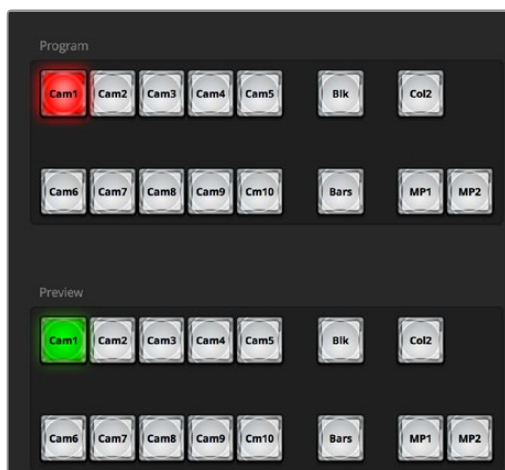 Program
Cam1 Cam2 Cam3 Cam4 Cam5 Blk Col2
Cam6 Cam7 Cam8 Cam9 Cm10 Bars MP1 MP2
Preview
Cam1 Cam2 Cam3 Cam4 Cam5 Blk Col2
Cam6 Cam7 Cam8 Cam9 Cm10 Bars MP1 MP2